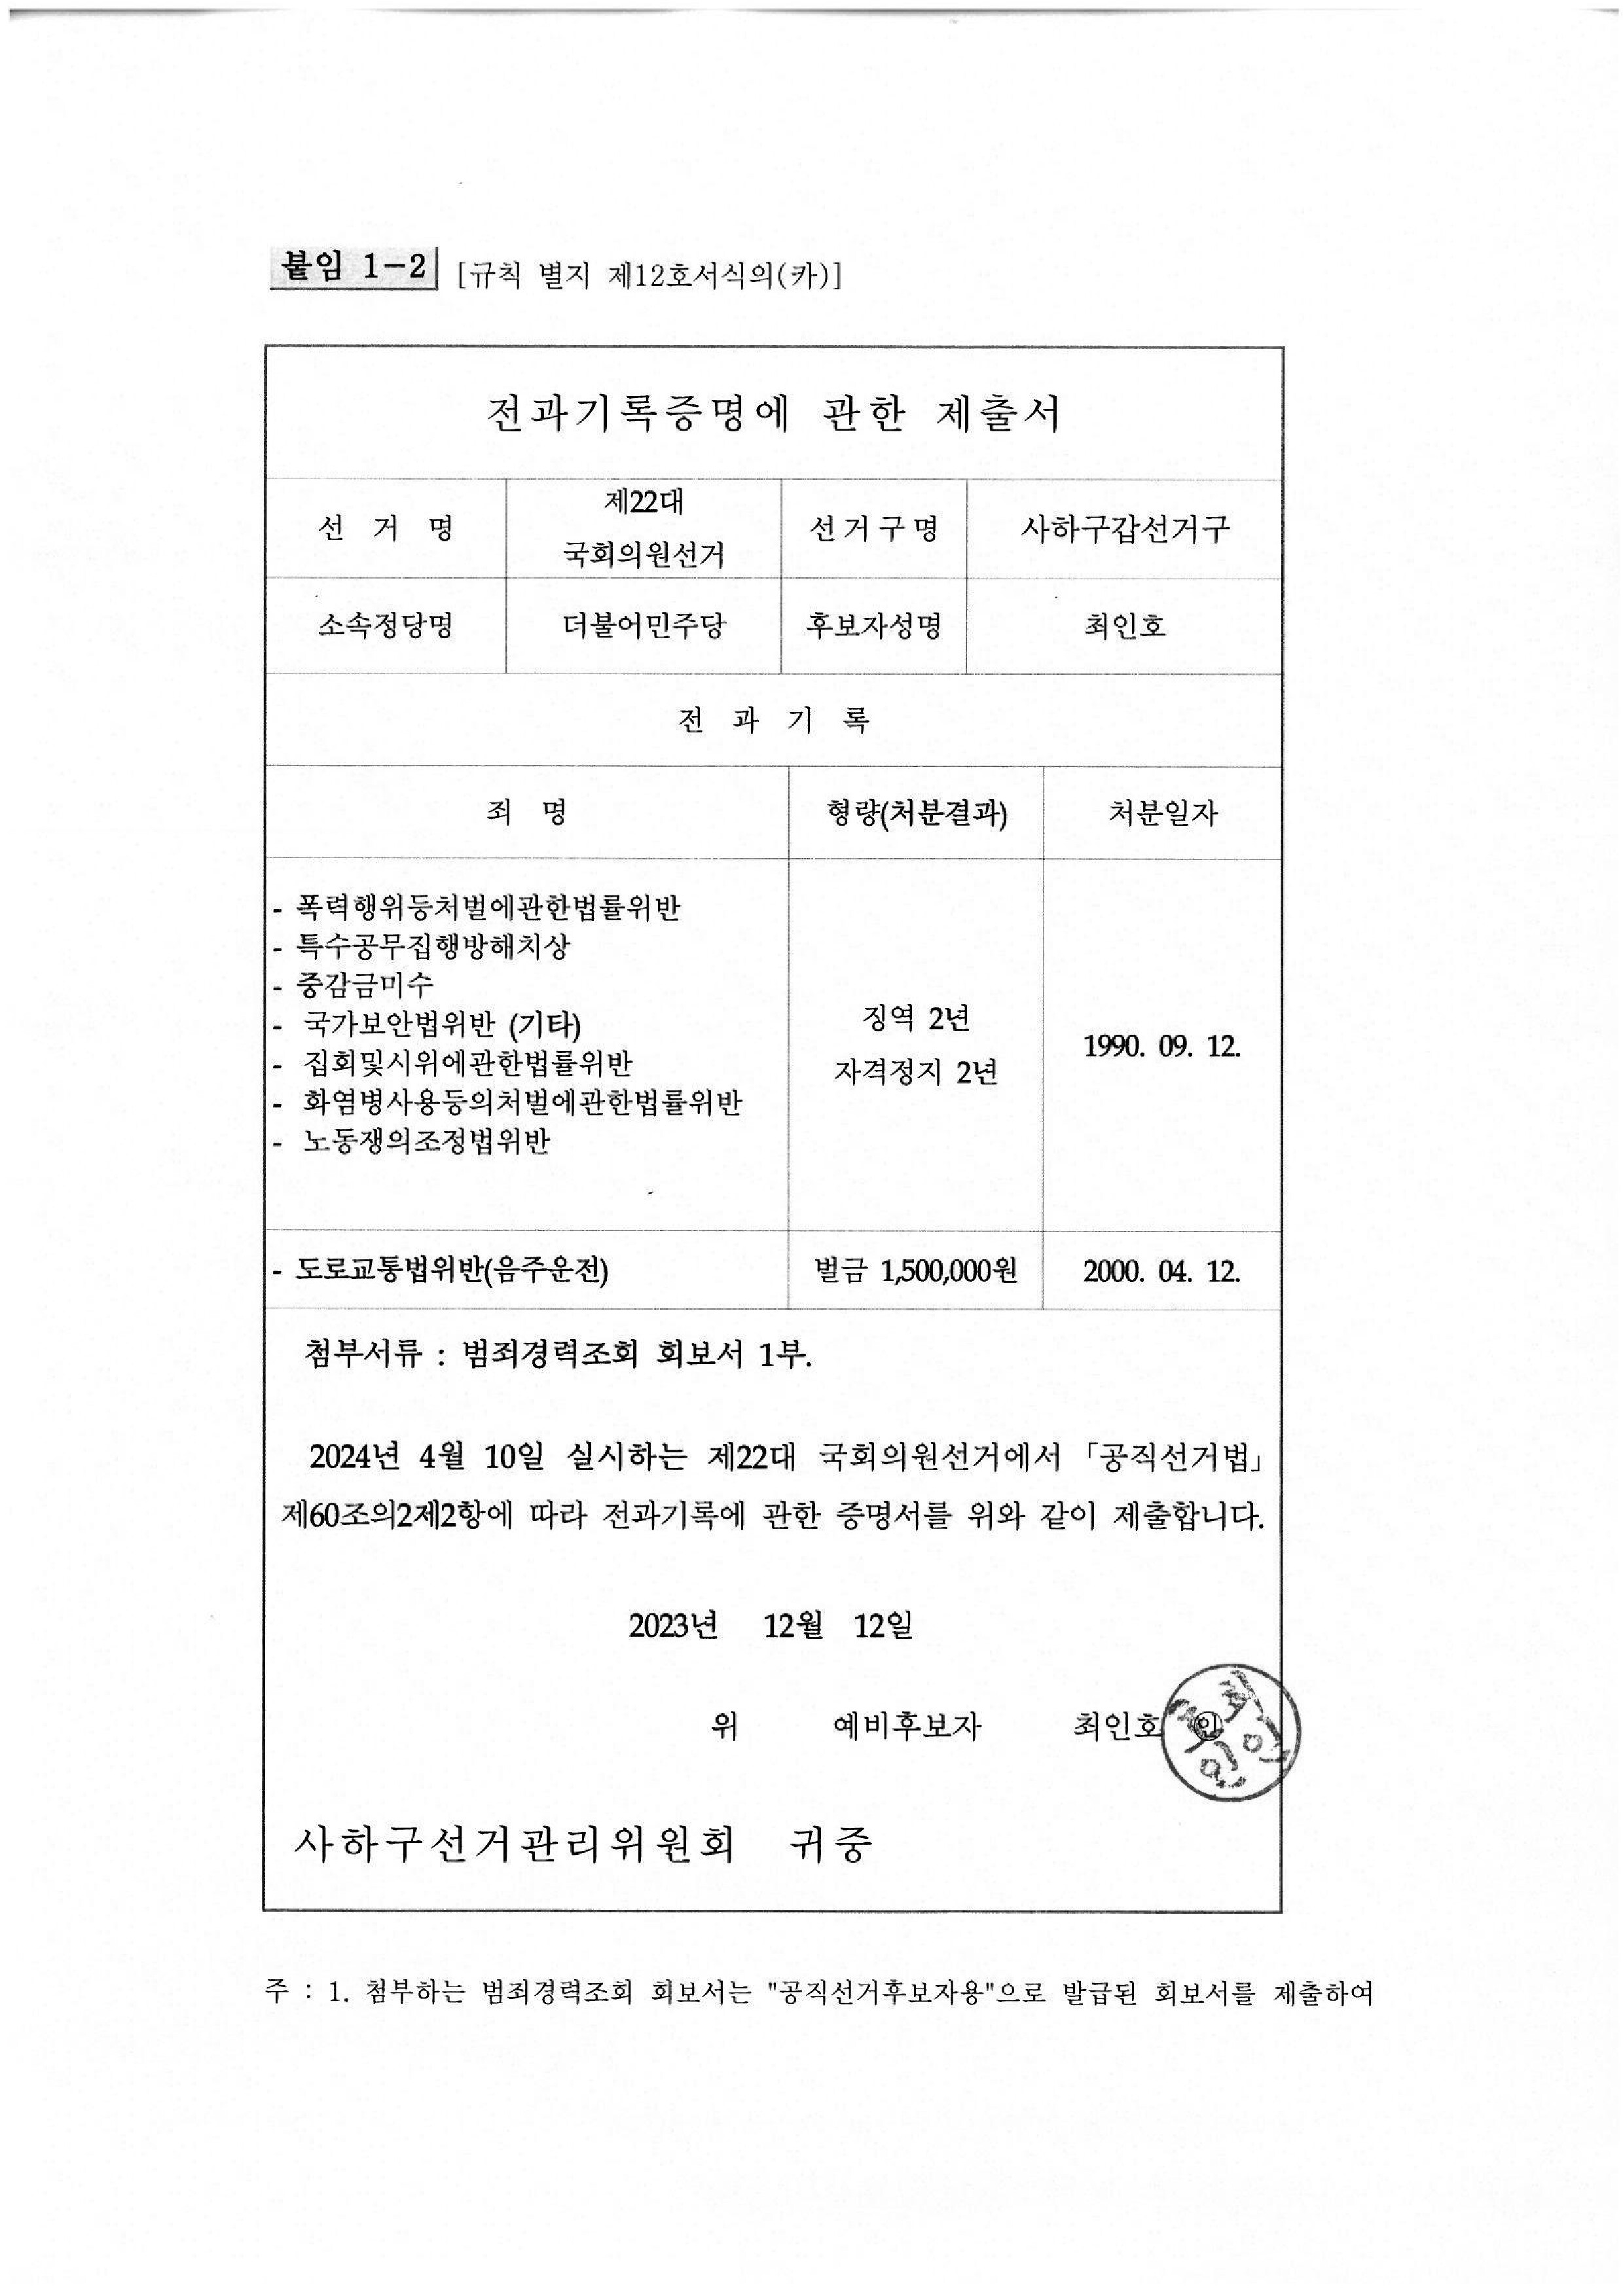 붙임 1-2 [규칙 별지 제12호서식의(카)]
전과기록증명에 관한 제출서
선 거 명
제22대
국회의원선거
선거구명
사하구갑선거구
소속정당명
더불어민주당
후보자성명
최인호
전 과 기 록
죄 명
형량(처분결과)
처분일자
- 폭력행위등처벌에관한법률위반
- 특수공무집행방해치상
- 중감금미수
- 국가보안법위반 (기타)
- 집회및시위에관한법률위반
- 화염병사용등의처벌에관한법률위반
- 노동쟁의조정법위반
징역 2년
자격정지 2년
1990. 09. 12.
- 도로교통법위반(음주운전)
벌금 1,500,000원
2000. 04. 12.
첨부서류 : 범죄경력조회 회보서 1부.
2024년 4월 10일 실시하는 제22대 국회의원선거에서 「공직선거법」
제60조의2제2항에 따라 전과기록에 관한 증명서를 위와 같이 제출합니다.
2023년 12월 12일
위 예비후보자 최인호 ㊞
최인호인
사하구선거관리위원회 귀중
주 : 1. 첨부하는 범죄경력조회 회보서는 "공직선거후보자용"으로 발급된 회보서를 제출하여